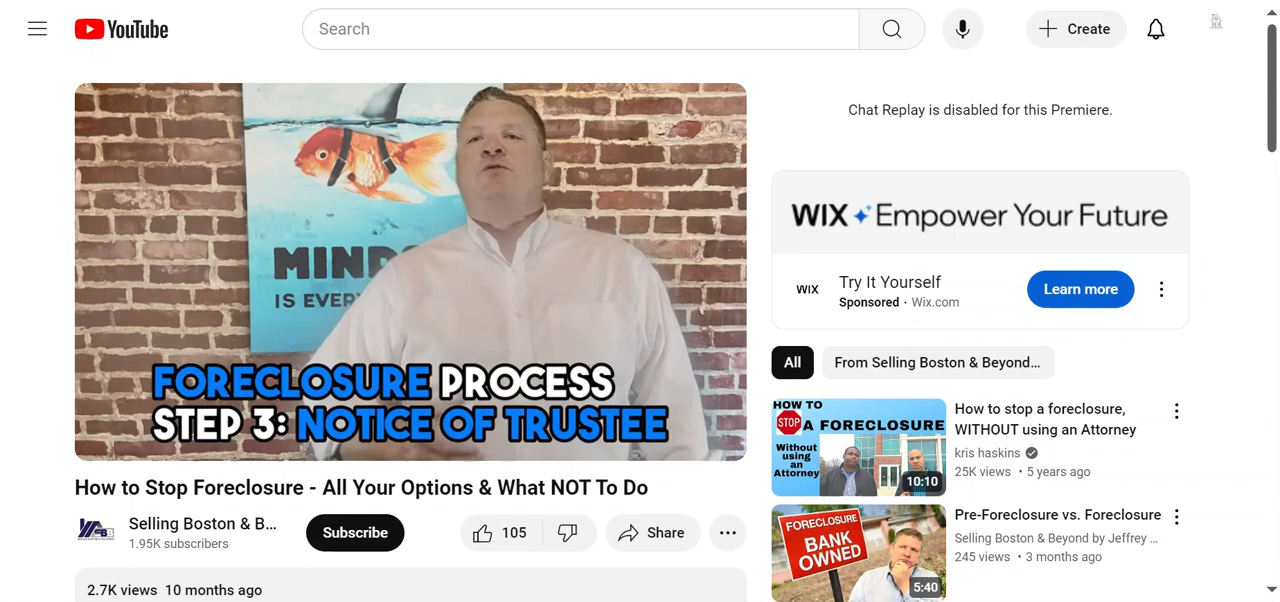 YouTube
Search
Create
MIND
IS EVER
FORECLOSURE PROCESS
STEP 3: NOTICE OF TRUSTEE
How to Stop Foreclosure - All Your Options & What NOT To Do
Selling Boston & B...
1.95K subscribers
Subscribe
105
Share
2.7K views 10 months ago
Chat Replay is disabled for this Premiere.
WIX Empower Your Future
WIX
Try It Yourself
Sponsored · Wix.com
Learn more
All
From Selling Boston & Beyond...
HOW TO
STOP A FORECLOSURE
Without
using
an
Attorney
10:10
How to stop a foreclosure,
WITHOUT using an Attorney
kris haskins
25K views • 5 years ago
FORECLOSURE
BANK
OWNED
5:40
Pre-Foreclosure vs. Foreclosure
Selling Boston & Beyond by Jeffrey ...
245 views • 3 months ago